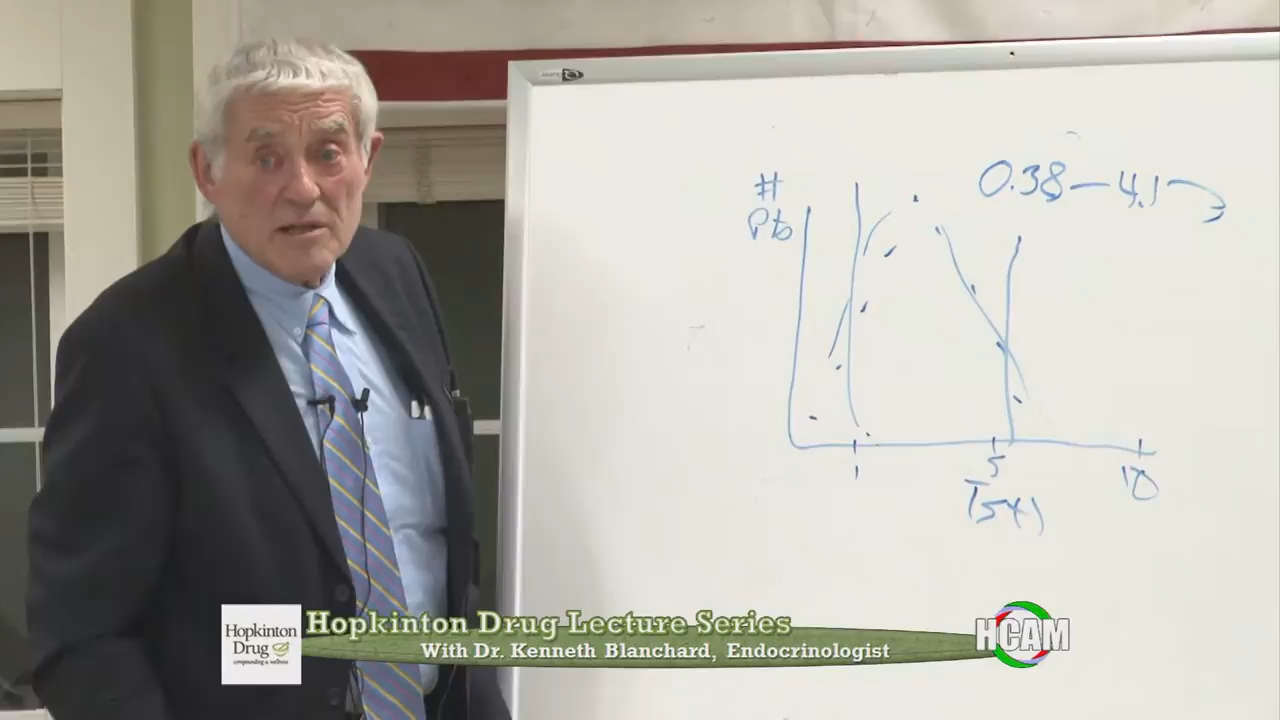 #
Pts
0.38 — 4.1
1
5
10
TSH
Hopkinton
Drug
compounding & wellness
Hopkinton Drug Lecture Series
With Dr. Kenneth Blanchard, Endocrinologist
HCAM